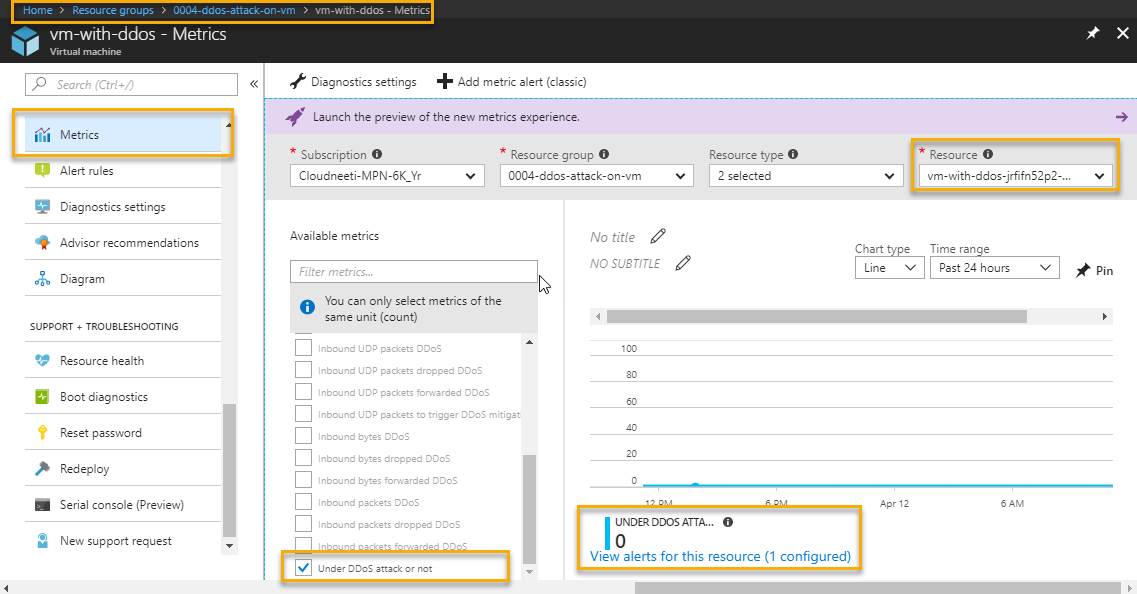 Home > Resource groups > 0004-ddos-attack-on-vm > vm-with-ddos - Metrics
vm-with-ddos - Metrics
Virtual machine
Search (Ctrl+/)
«
Metrics
Alert rules
Diagnostics settings
Advisor recommendations
Diagram
SUPPORT + TROUBLESHOOTING
Resource health
Boot diagnostics
Reset password
Redeploy
Serial console (Preview)
New support request
Diagnostics settings
Add metric alert (classic)
Launch the preview of the new metrics experience.
* Subscription
Cloudneeti-MPN-6K_Yr
* Resource group
0004-ddos-attack-on-vm
Resource type
2 selected
* Resource
vm-with-ddos-jrfifn52p2-...
Available metrics
Filter metrics...
You can only select metrics of the
same unit (count)
Inbound UDP packets DDoS
Inbound UDP packets dropped DDoS
Inbound UDP packets forwarded DDoS
Inbound UDP packets to trigger DDoS mitigat
Inbound bytes DDoS
Inbound bytes dropped DDoS
Inbound bytes forwarded DDoS
Inbound packets DDoS
Inbound packets dropped DDoS
Inbound packets forwarded DDoS
Under DDoS attack or not
No title
NO SUBTITLE
Chart type
Line
Time range
Past 24 hours
Pin
100
80
60
40
20
0
12 PM
6 PM
Apr 12
6 AM
UNDER DDOS ATTA...
0
View alerts for this resource (1 configured)